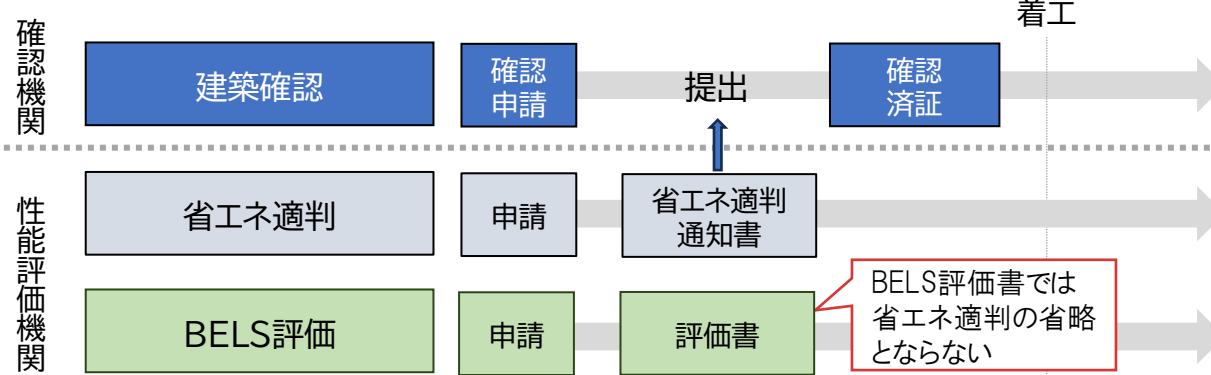 着工
確認機関
建築確認
確認
申請
提出
確認
済証
性能評価機関
省エネ適判
申請
省エネ適判
通知書
BELS評価
申請
評価書
BELS評価書では
省エネ適判の省略
とならない